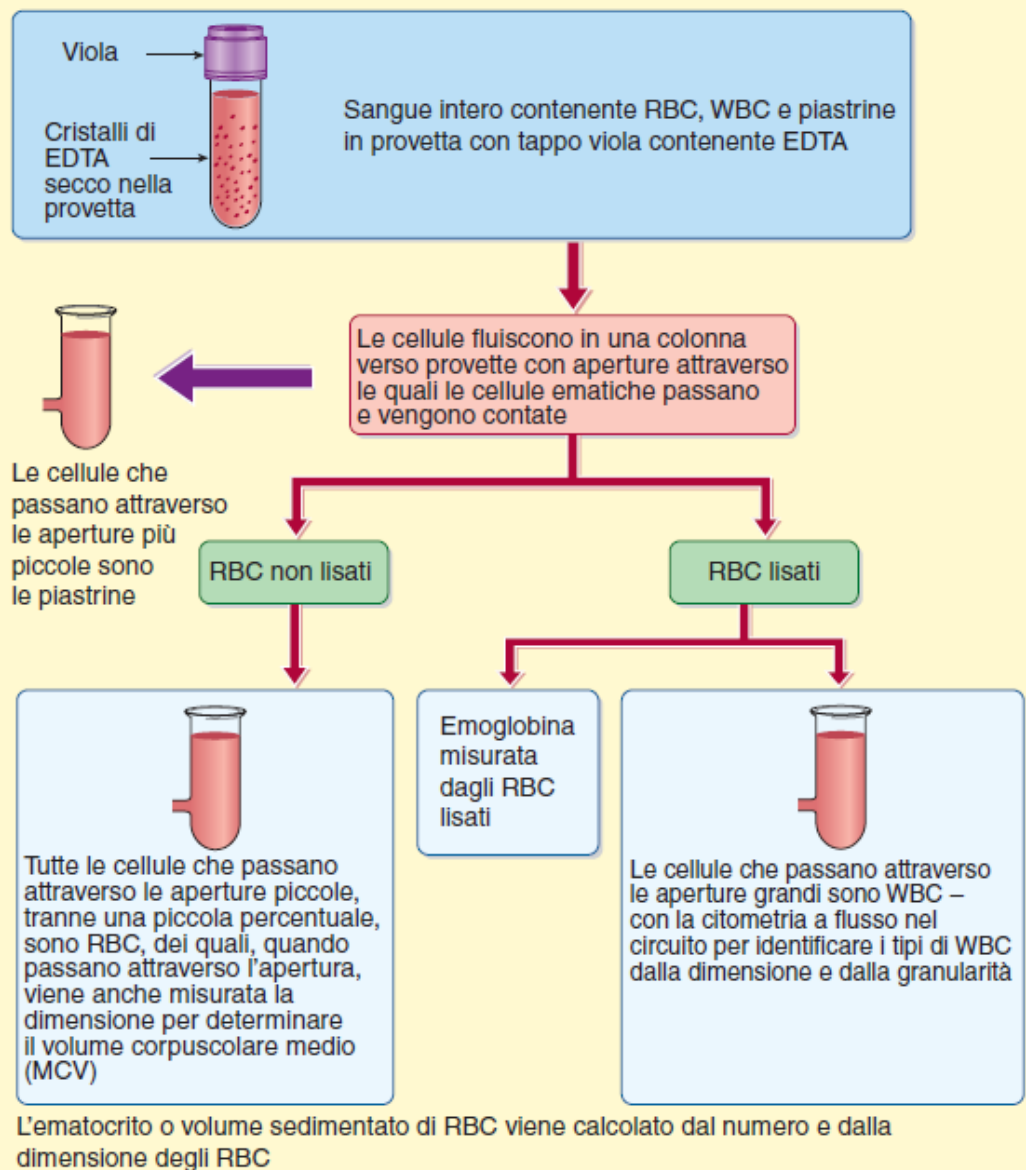 Viola
Cristalli di
EDTA
secco nella
provetta
Sangue intero contenente RBC, WBC e piastrine
in provetta con tappo viola contenente EDTA
Le cellule fluiscono in una colonna
verso provette con aperture attraverso
le quali le cellule ematiche passano
e vengono contate
Le cellule che
passano attraverso
le aperture più
piccole sono
le piastrine
RBC non lisati
RBC lisati
Tutte le cellule che passano
attraverso le aperture piccole,
tranne una piccola percentuale,
sono RBC, dei quali, quando
passano attraverso l'apertura,
viene anche misurata la
dimensione per determinare
il volume corpuscolare medio
(MCV)
Emoglobina
misurata
dagli RBC
lisati
Le cellule che passano attraverso
le aperture grandi sono WBC –
con la citometria a flusso nel
circuito per identificare i tipi di WBC
dalla dimensione e dalla granularità
L'ematocrito o volume sedimentato di RBC viene calcolato dal numero e dalla
dimensione degli RBC